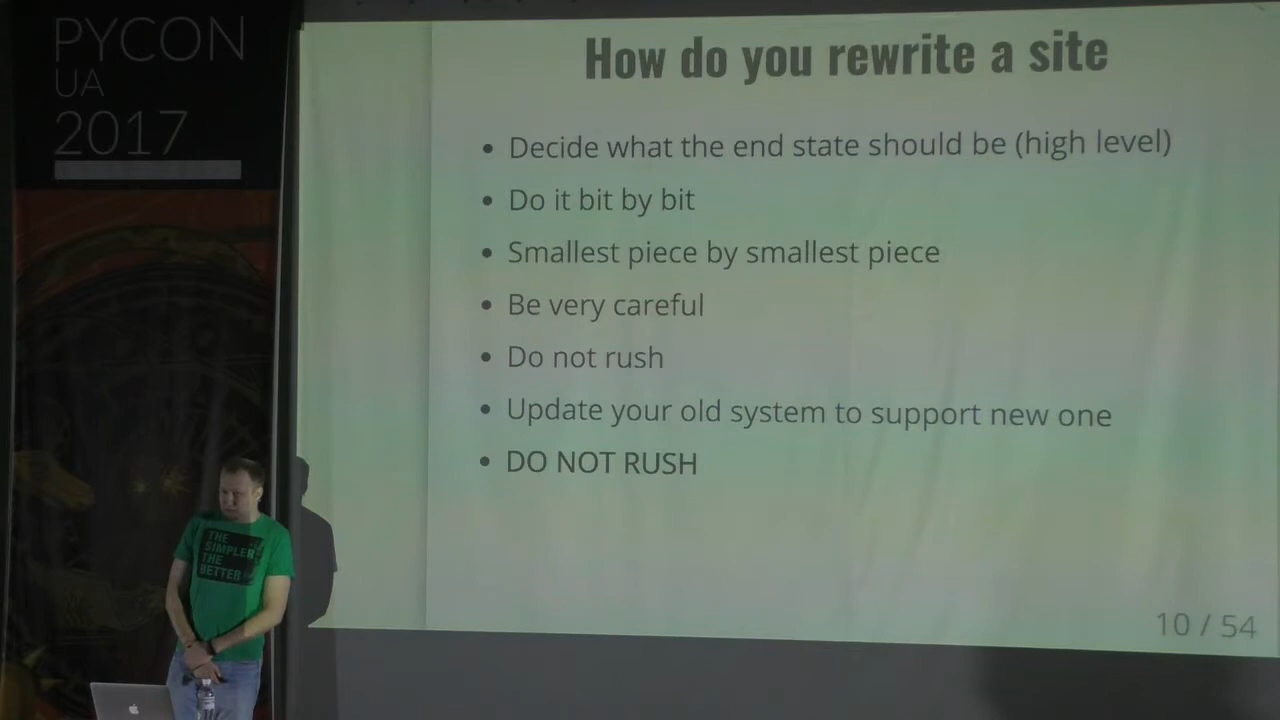 PYCON
UA
2017
How do you rewrite a site
• Decide what the end state should be (high level)
• Do it bit by bit
• Smallest piece by smallest piece
• Be very careful
• Do not rush
• Update your old system to support new one
• DO NOT RUSH
10 / 54
THE
SIMPLER
THE
BETTER